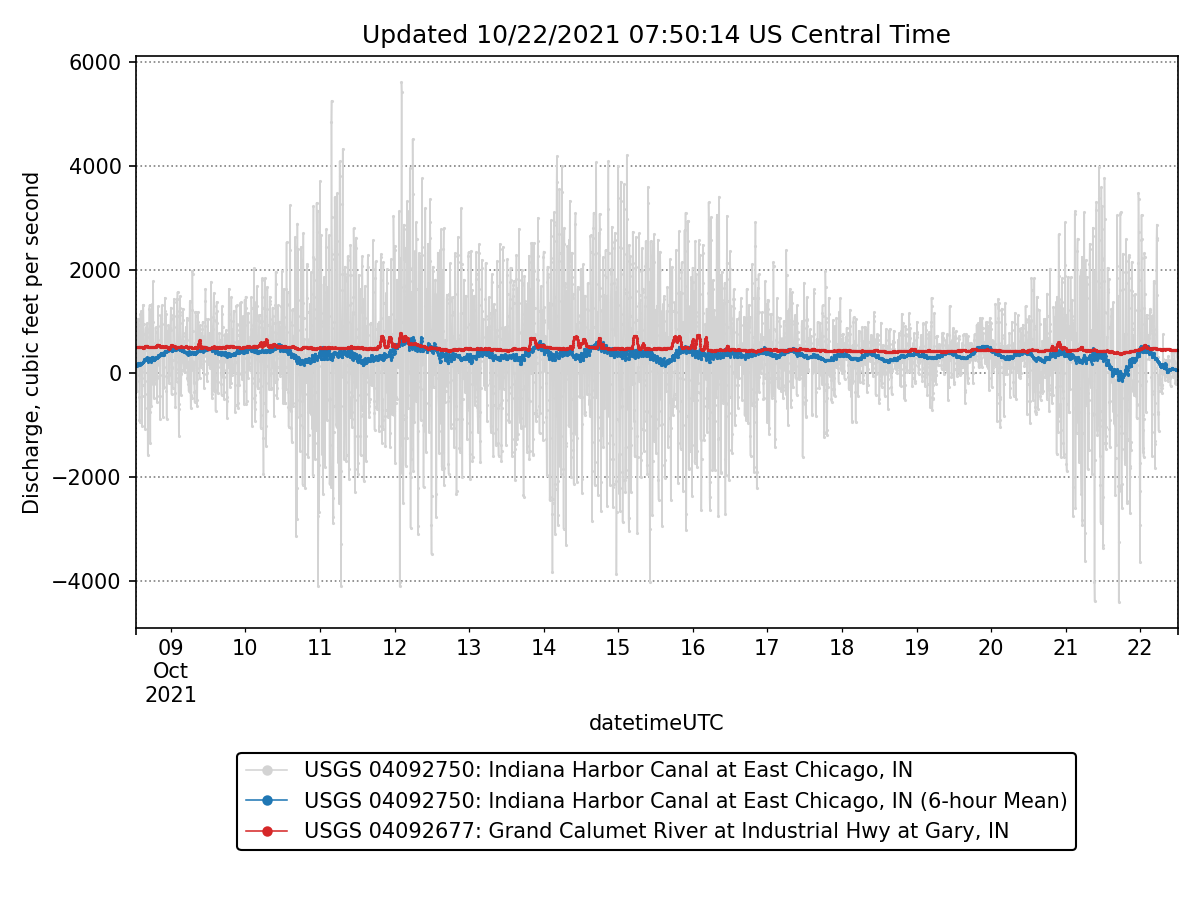 Updated 10/22/2021 07:50:14 US Central Time
6000
4000
2000
0
−2000
−4000
Discharge, cubic feet per second
09 10 11 12 13 14 15 16 17 18 19 20 21 22
Oct
2021
datetimeUTC
USGS 04092750: Indiana Harbor Canal at East Chicago, IN
USGS 04092750: Indiana Harbor Canal at East Chicago, IN (6-hour Mean)
USGS 04092677: Grand Calumet River at Industrial Hwy at Gary, IN